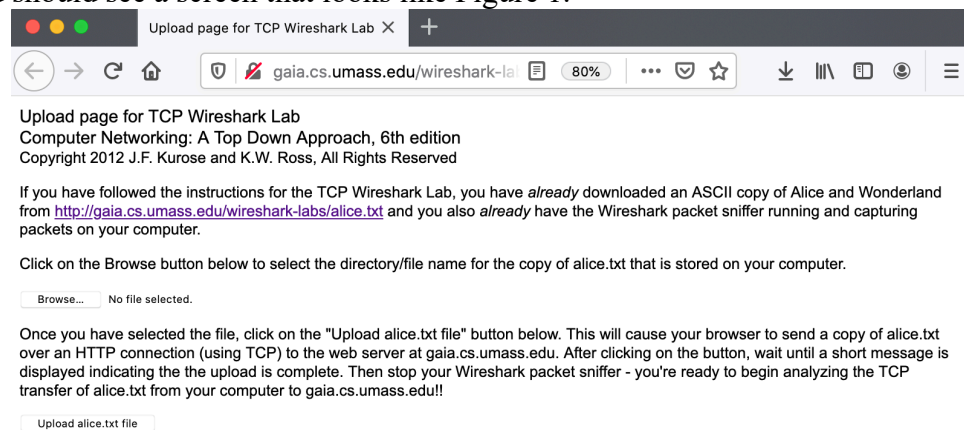 should see a screen that looks like Figure 1.
Upload page for TCP Wireshark Lab
gaia.cs.umass.edu/wireshark-la
80%
Upload page for TCP Wireshark Lab
Computer Networking: A Top Down Approach, 6th edition
Copyright 2012 J.F. Kurose and K.W. Ross, All Rights Reserved
If you have followed the instructions for the TCP Wireshark Lab, you have already downloaded an ASCII copy of Alice and Wonderland
from http://gaia.cs.umass.edu/wireshark-labs/alice.txt and you also already have the Wireshark packet sniffer running and capturing
packets on your computer.
Click on the Browse button below to select the directory/file name for the copy of alice.txt that is stored on your computer.
Browse... No file selected.
Once you have selected the file, click on the "Upload alice.txt file" button below. This will cause your browser to send a copy of alice.txt
over an HTTP connection (using TCP) to the web server at gaia.cs.umass.edu. After clicking on the button, wait until a short message is
displayed indicating the the upload is complete. Then stop your Wireshark packet sniffer - you're ready to begin analyzing the TCP
transfer of alice.txt from your computer to gaia.cs.umass.edu!!
Upload alice.txt file